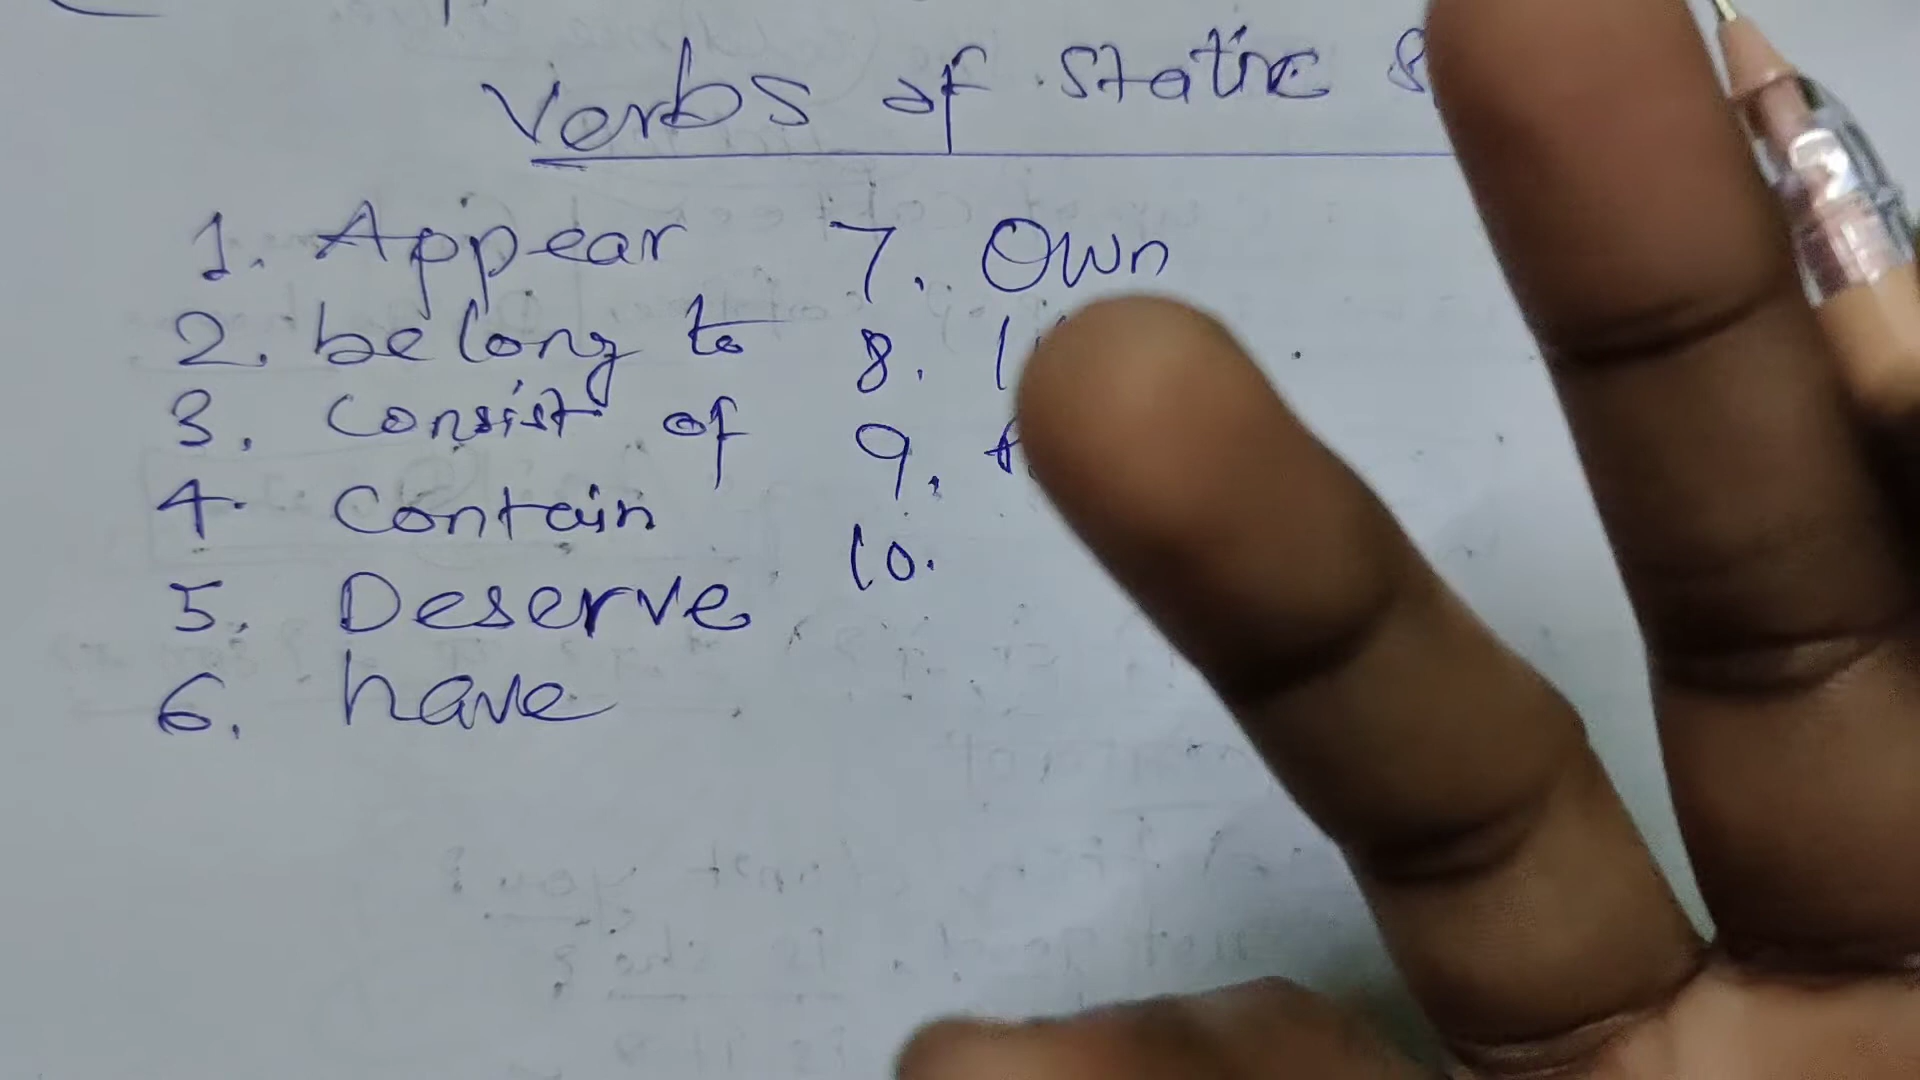 Verbs of static
1. Appear
2. belong to
3. Consist of
4. Contain
5. Deserve
6. have
7. Own
8.
9.
10.